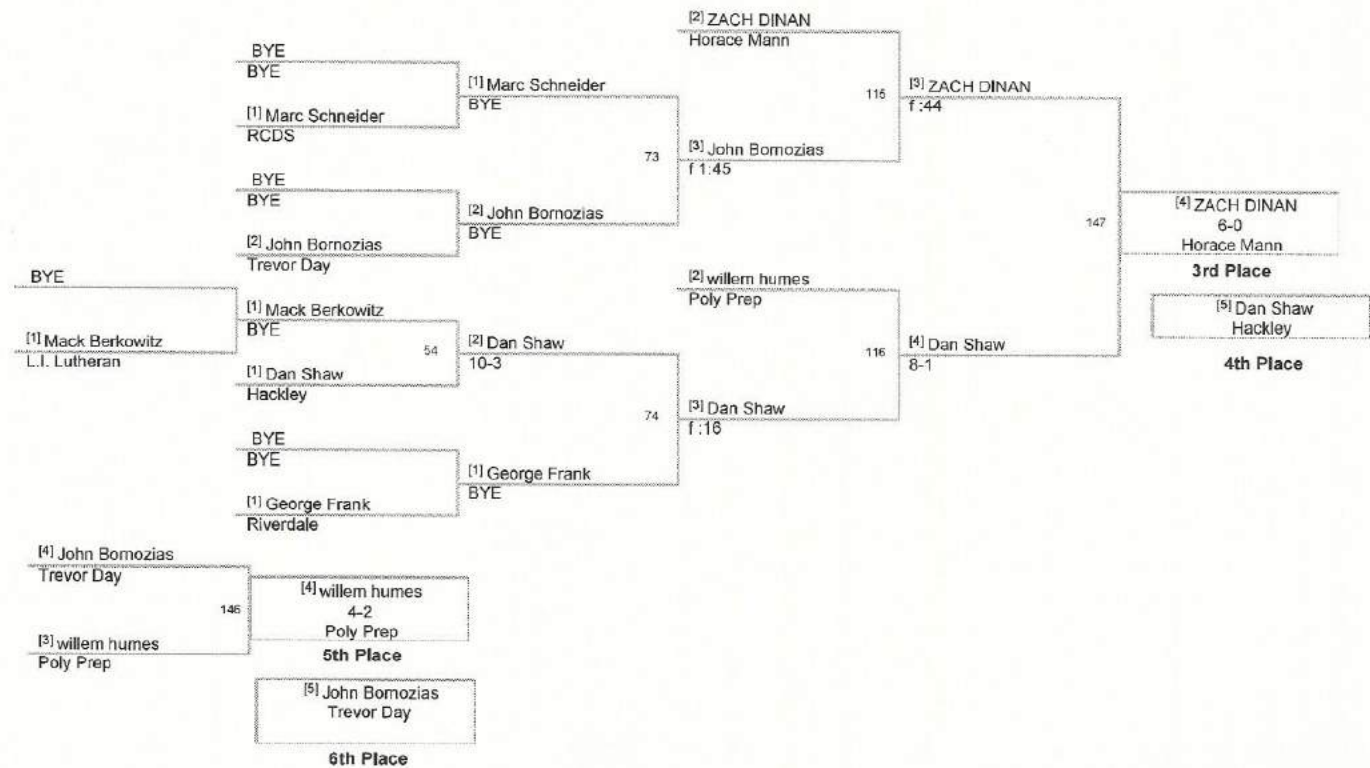 [2] ZACH DINAN
Horace Mann
BYE
BYE
[1] Marc Schneider
BYE
115
[3] ZACH DINAN
f :44
[1] Marc Schneider
RCDS
73
[3] John Bornozias
f 1:45
BYE
BYE
[2] John Bornozias
BYE
147
[4] ZACH DINAN
6-0
Horace Mann
3rd Place
[2] John Bornozias
Trevor Day
BYE
[2] willem humes
Poly Prep
[1] Mack Berkowitz
BYE
[5] Dan Shaw
Hackley
4th Place
[1] Mack Berkowitz
L.I. Lutheran
54
[2] Dan Shaw
10-3
116
[4] Dan Shaw
8-1
[1] Dan Shaw
Hackley
74
[3] Dan Shaw
f :16
BYE
BYE
[1] George Frank
BYE
[1] George Frank
Riverdale
[4] John Bornozias
Trevor Day
146
[4] willem humes
4-2
Poly Prep
5th Place
[3] willem humes
Poly Prep
[5] John Bornozias
Trevor Day
6th Place